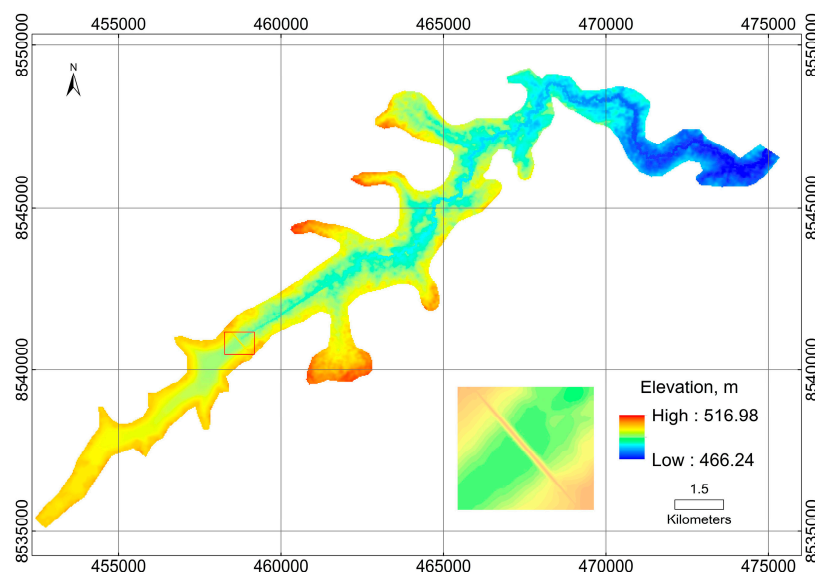 455000 460000 465000 470000 475000
8550000 8550000
N
8545000 8545000
8540000 8540000
Elevation, m
High : 516.98
Low : 466.24
1.5
Kilometers
8535000 8535000
455000 460000 465000 470000 475000